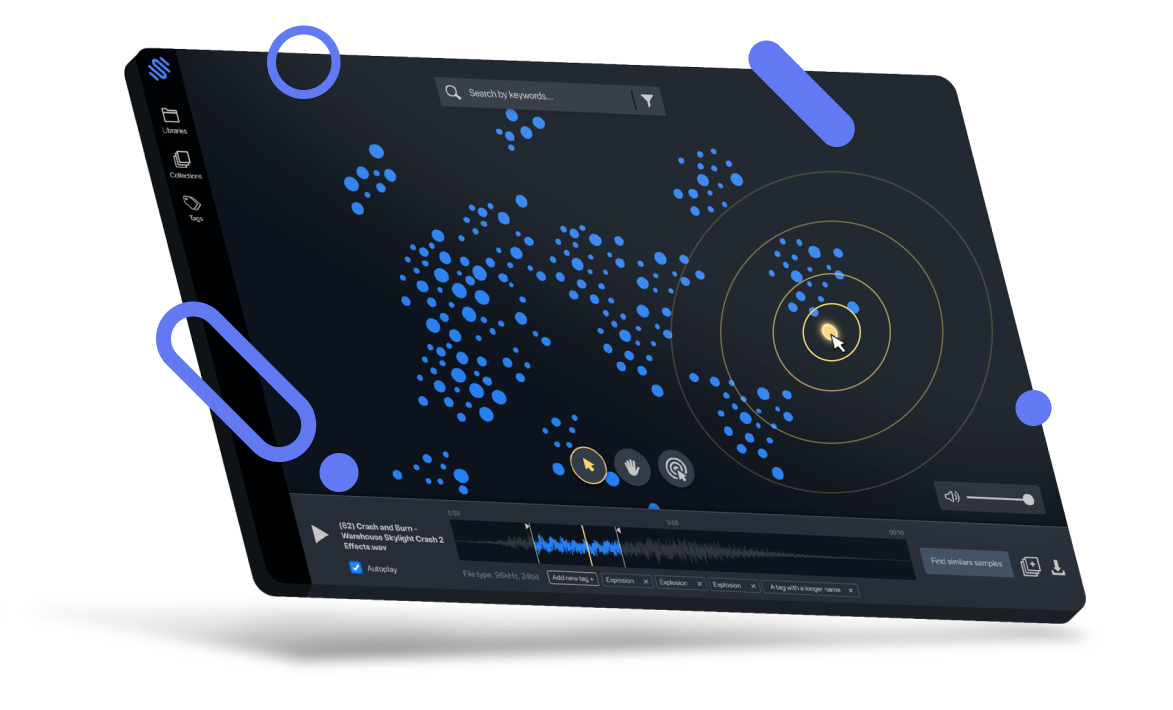 Search by keywords...
Libraries
Collections
Tags
0:00
0:05
00:10
(62) Crash and Burn -
Warehouse Skylight Crash 2
Effects.wav
Autoplay
File type: 96kHz, 24bit
Add new tag +
Explosion ×
Explosion ×
Explosion ×
A tag with a longer name ×
Find similars samples